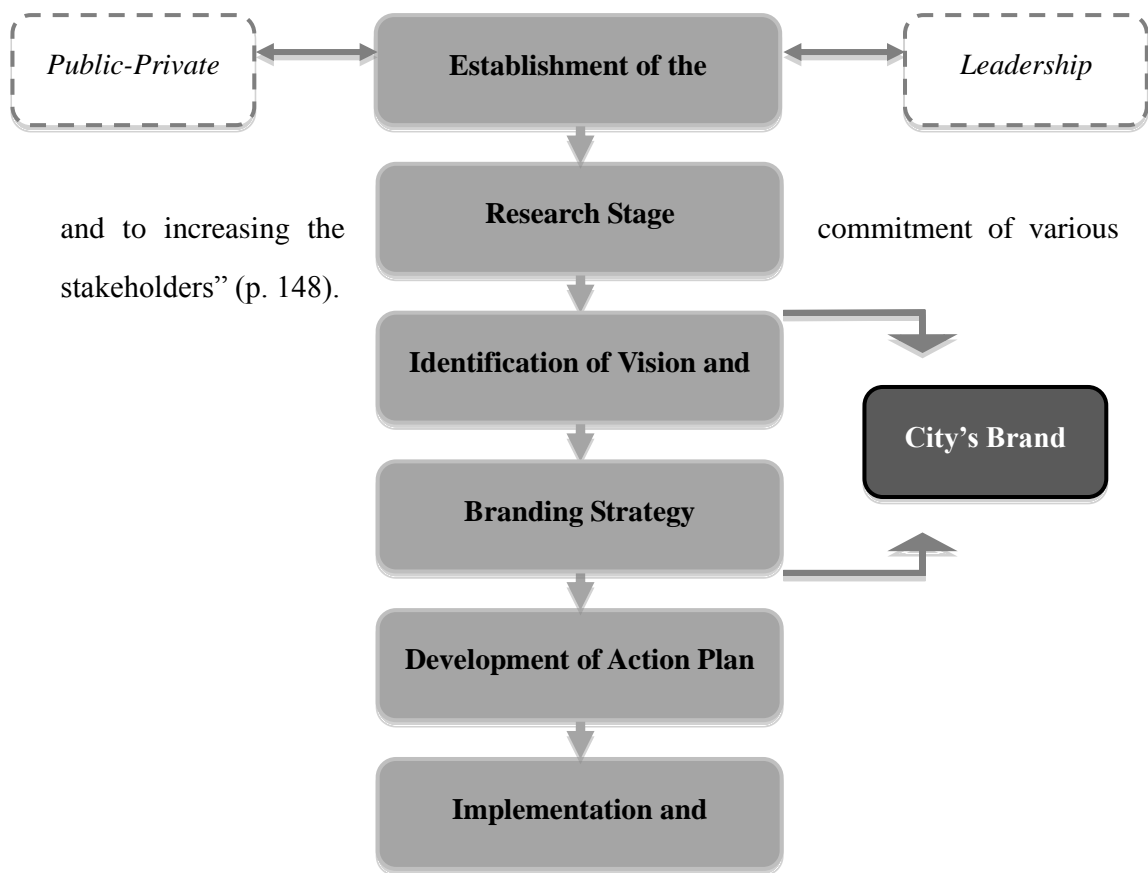 Public-Private
Establishment of the
Leadership
Research Stage
and to increasing the
commitment of various
stakeholders” (p. 148).
Identification of Vision and
City’s Brand
Branding Strategy
Development of Action Plan
Implementation and